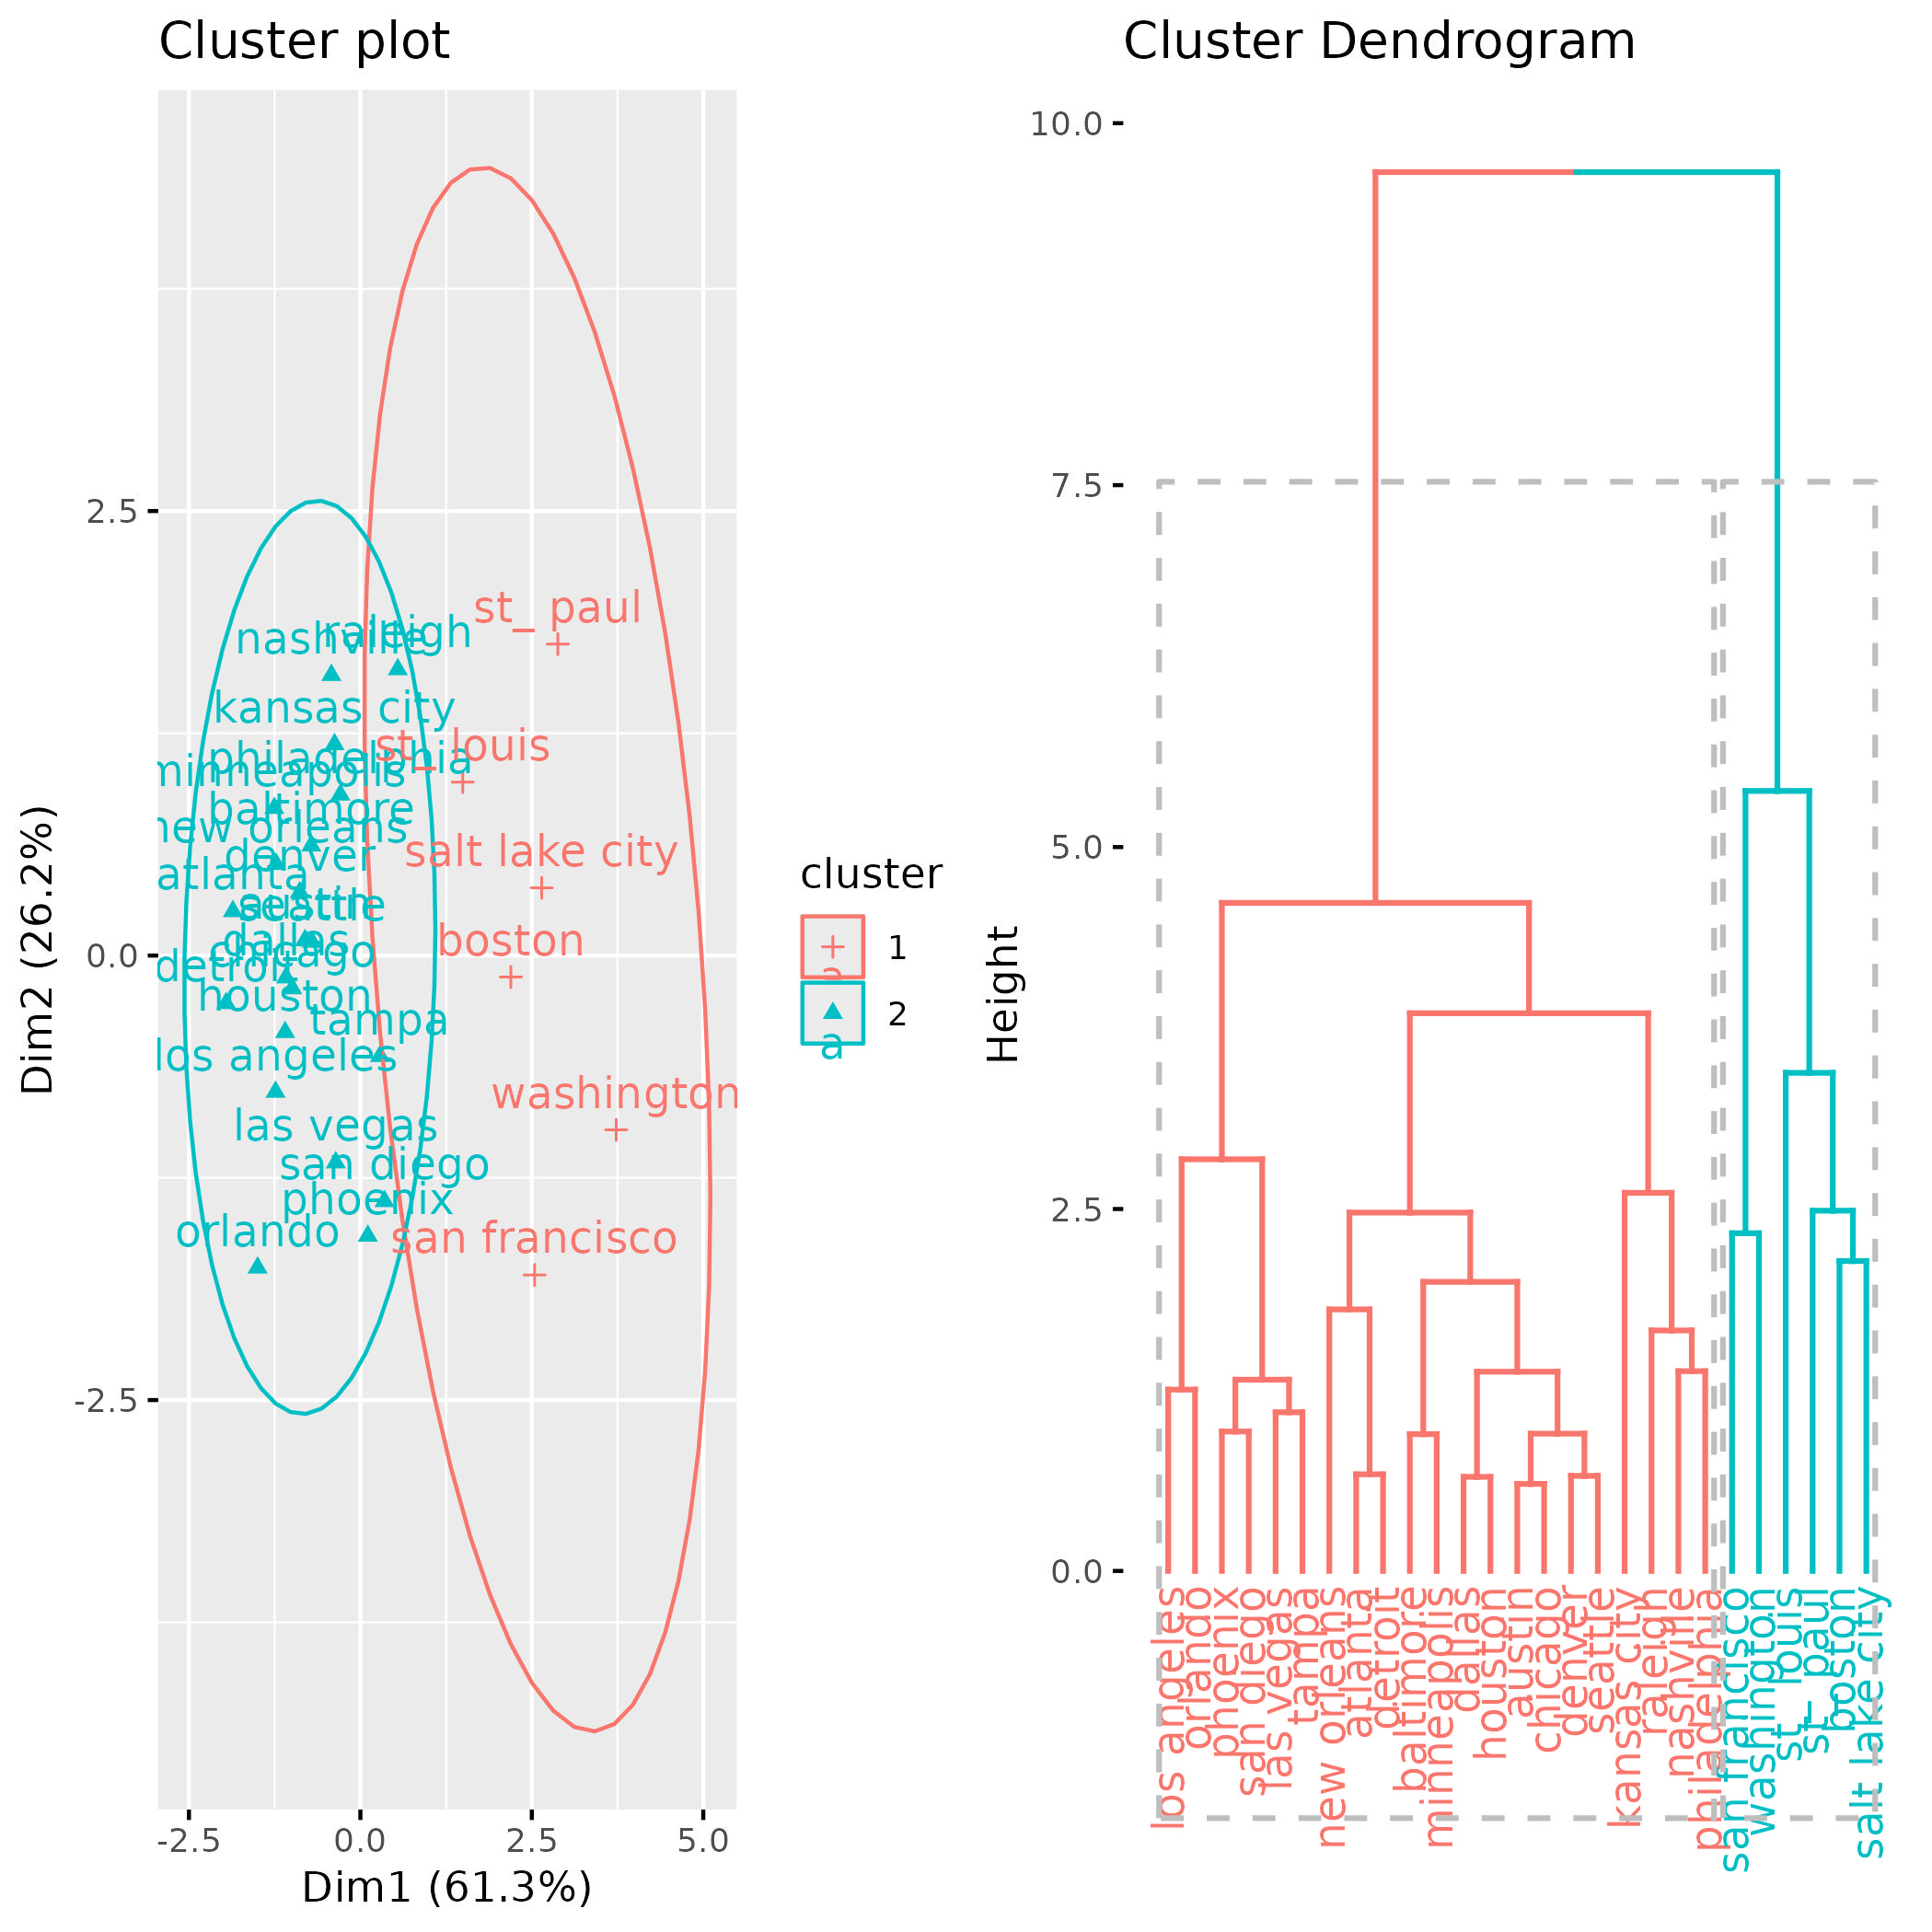 Cluster plot
2.5
0.0
-2.5
-2.5 0.0 2.5 5.0
Dim1 (61.3%)
Dim2 (26.2%)
st_ paul
nashville
raleigh
kansas city
st_ louis
philadelphia
minneapolis
baltimore
new orleans
denver
salt lake city
atlanta
austin
seattle
dallas
chicago
boston
detroit
houston
tampa
los angeles
washington
las vegas
san diego
phoenix
orlando
san francisco
cluster
1
a 2
Cluster Dendrogram
10.0
7.5
5.0
2.5
0.0
Height
los angeles
orlando
phoenix
san diego
las vegas
tampa
new orleans
atlanta
detroit
baltimore
minneapolis
dallas
houston
austin
chicago
denver
seattle
kansas city
raleigh
nashville
philadelphia
san francisco
washington
st_ louis
st_ paul
boston
salt lake city